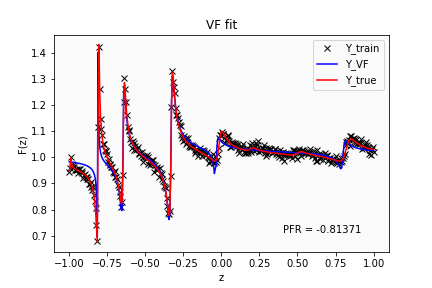 VF fit
Y_train
Y_VF
Y_true
1.4
1.3
1.2
1.1
1.0
0.9
0.8
0.7
F(z)
PFR = -0.81371
−1.00 −0.75 −0.50 −0.25 0.00 0.25 0.50 0.75 1.00
z